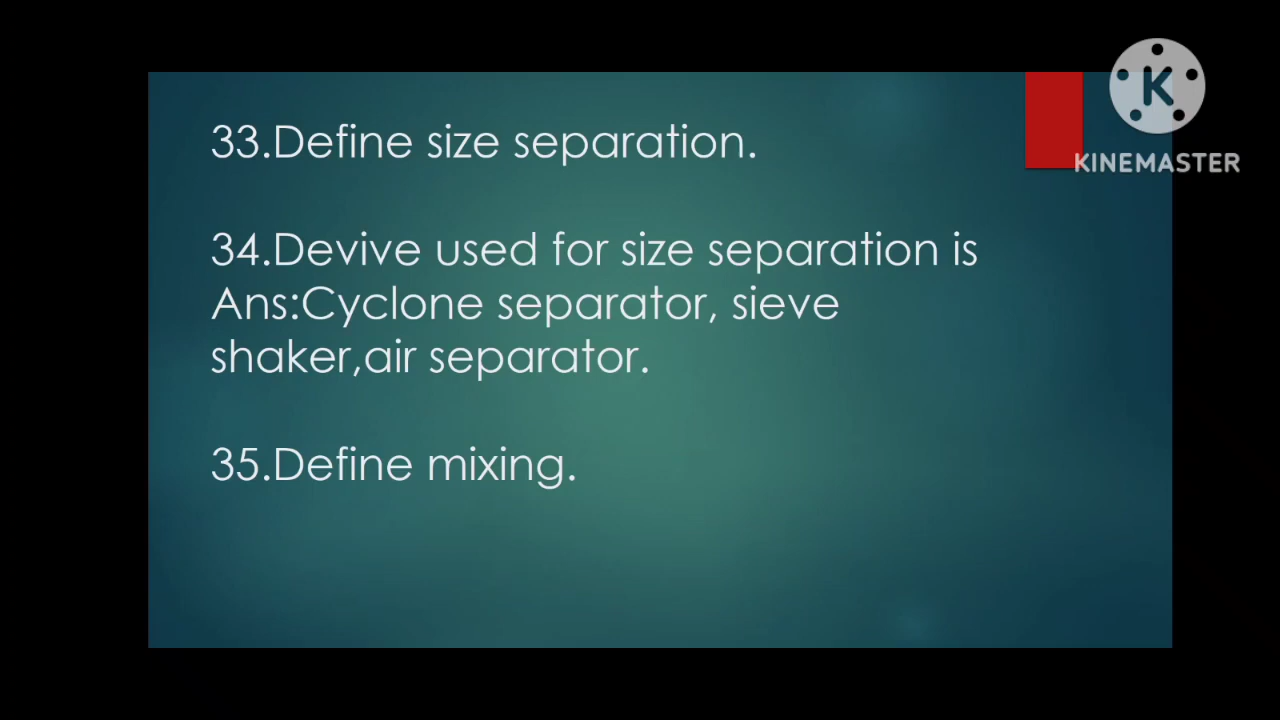 33.Define size separation.
34.Devive used for size separation is
Ans:Cyclone separator, sieve
shaker,air separator.
35.Define mixing.
K
KINEMASTER